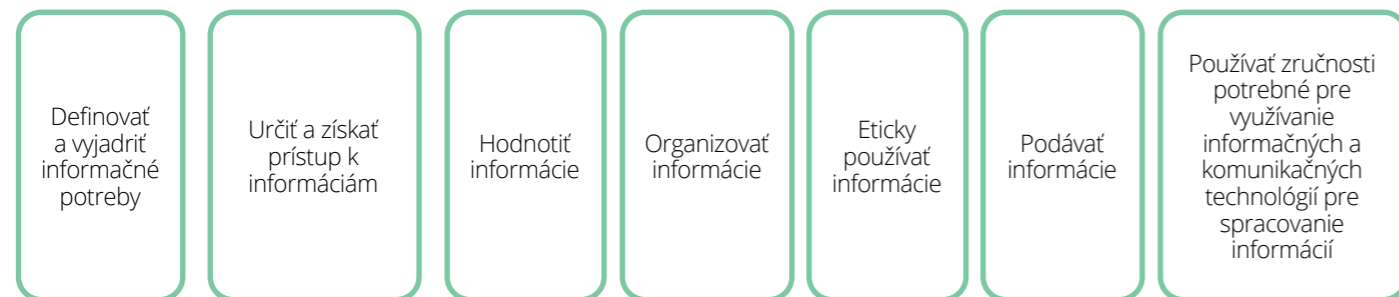 Definovať
a vyjadriť
informačné
potreby
Určiť a získať
prístup k
informáciám
Hodnotiť
informácie
Organizovať
informácie
Eticky
používať
informácie
Podávať
informácie
Používať zručnosti
potrebné pre
využívanie
informačných a
komunikačných
technológií pre
spracovanie
informácií